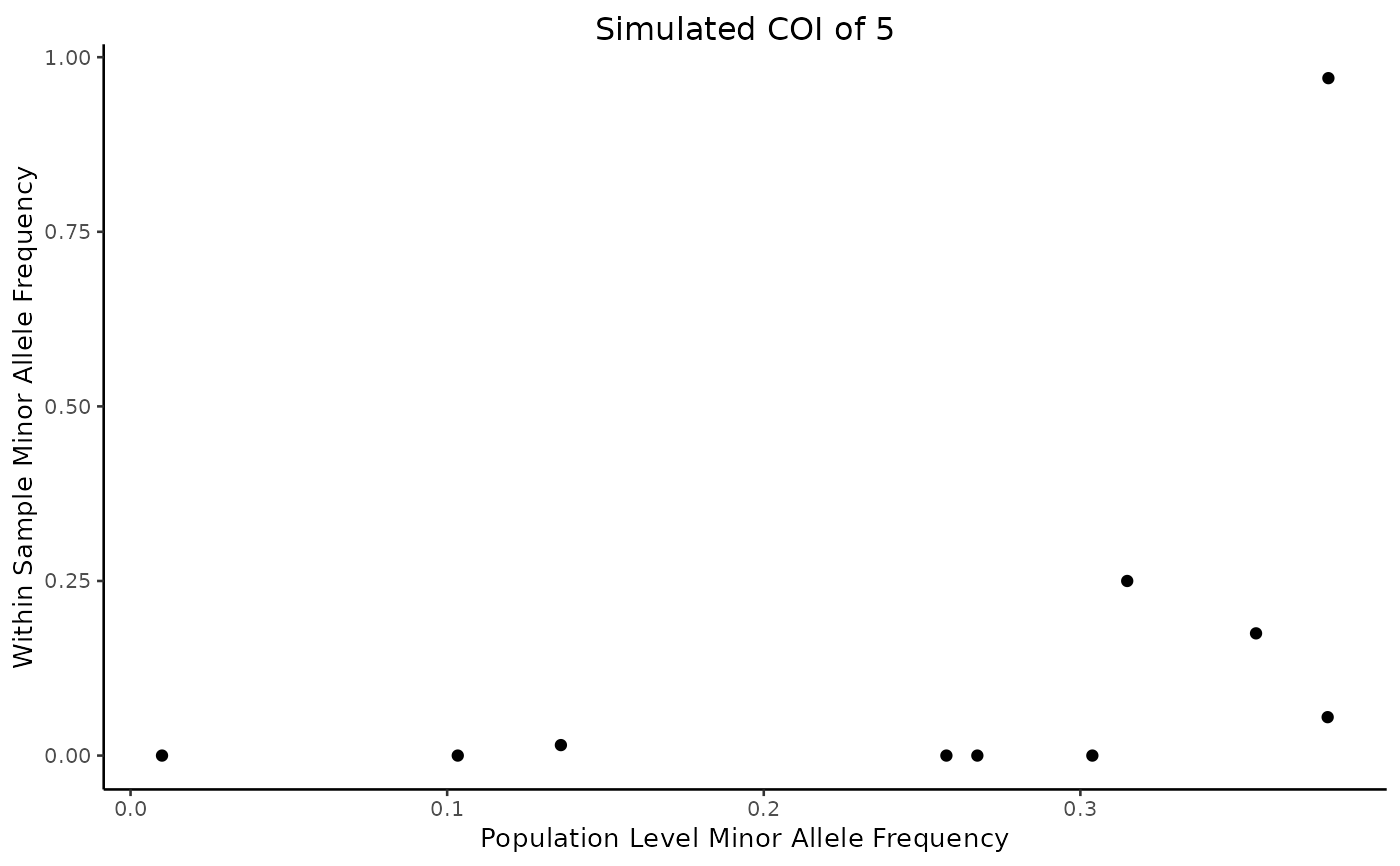 Simulated COI of 5
Within Sample Minor Allele Frequency
1.00
0.75
0.50
0.25
0.00
0.0 0.1 0.2 0.3
Population Level Minor Allele Frequency